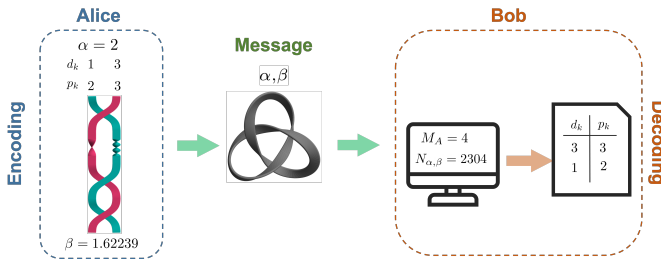 Alice
Encoding
α = 2
d_k 1 3
p_k 2 3
β = 1.62239
Message
α,β
Bob
M_A = 4
N_{α,β} = 2304
d_k p_k
3 3
1 2
Decoding